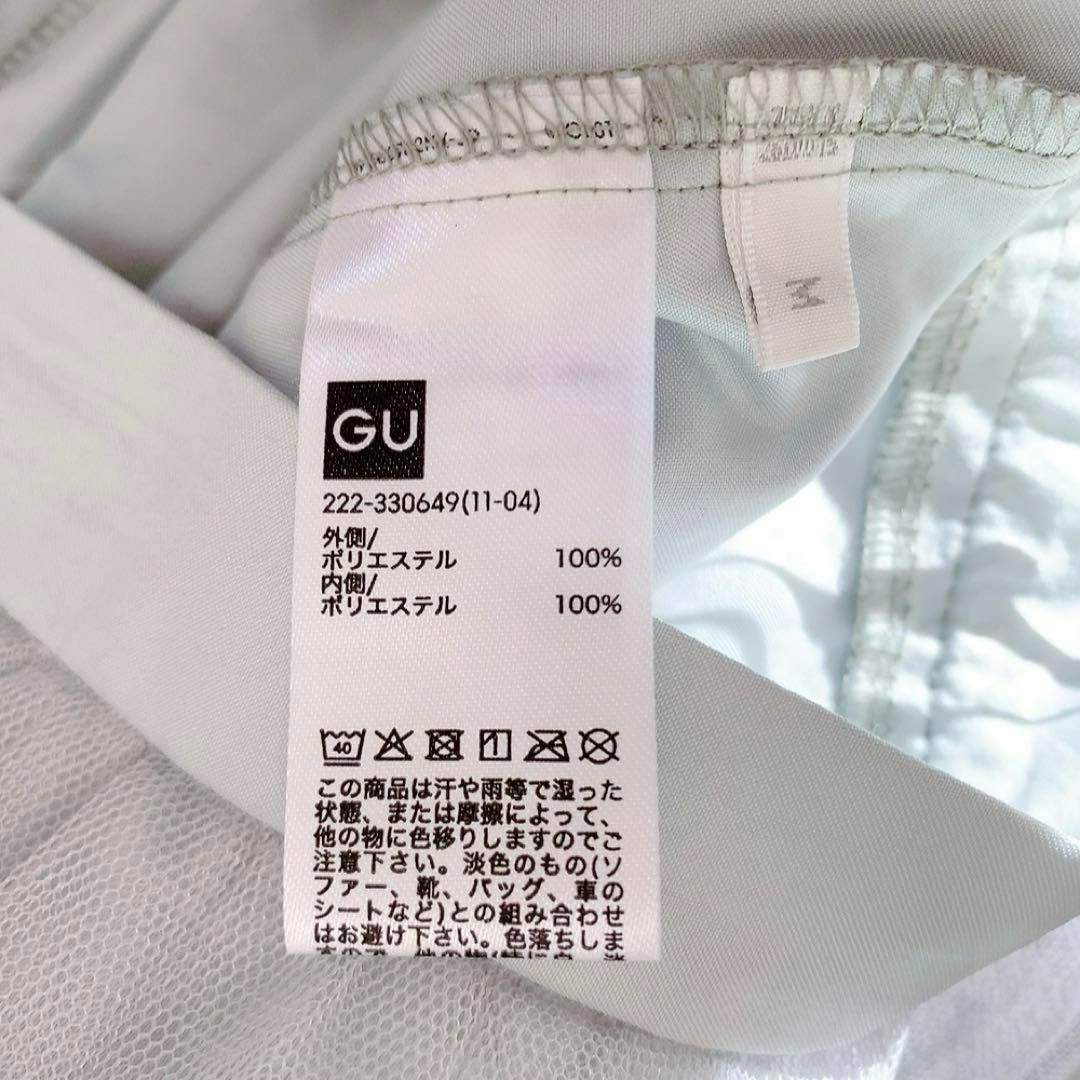 M
GU
222-330649(11-04)
外側/
ポリエステル 100%
内側/
ポリエステル 100%
40
この商品は汗や雨等で湿った
状態、または摩擦によって、
他の物に色移りしますのでご
注意下さい。淡色のもの(ソ
ファー、靴、バッグ、車の
シートなど)との組み合わせ
はお避け下さい。色落ちしま